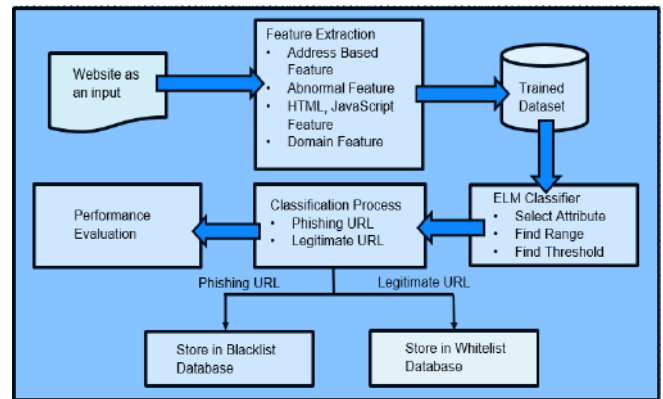 Website as
an input
Feature Extraction
• Address Based
Feature
• Abnormal Feature
• HTML, JavaScript
Feature
• Domain Feature
Trained
Dataset
ELM Classifier
• Select Attribute
• Find Range
• Find Threshold
Classification Process
• Phishing URL
• Legitimate URL
Performance
Evaluation
Phishing URL
Legitimate URL
Store in Blacklist
Database
Store in Whitelist
Database